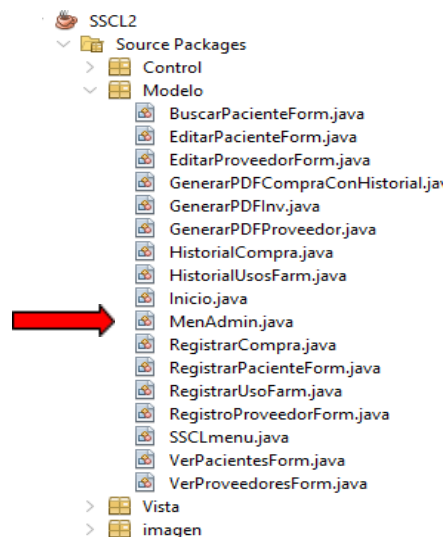 SSCL2
Source Packages
Control
Modelo
BuscarPacienteForm.java
EditarPacienteForm.java
EditarProveedorForm.java
GenerarPDFCompraConHistorial.jav
GenerarPDFInv.java
GenerarPDFProveedor.java
HistorialCompra.java
HistorialUsosFarm.java
Inicio.java
MenAdmin.java
RegistrarCompra.java
RegistrarPacienteForm.java
RegistrarUsoFarm.java
RegistroProveedorForm.java
SSCLmenu.java
VerPacientesForm.java
VerProveedoresForm.java
Vista
imagen